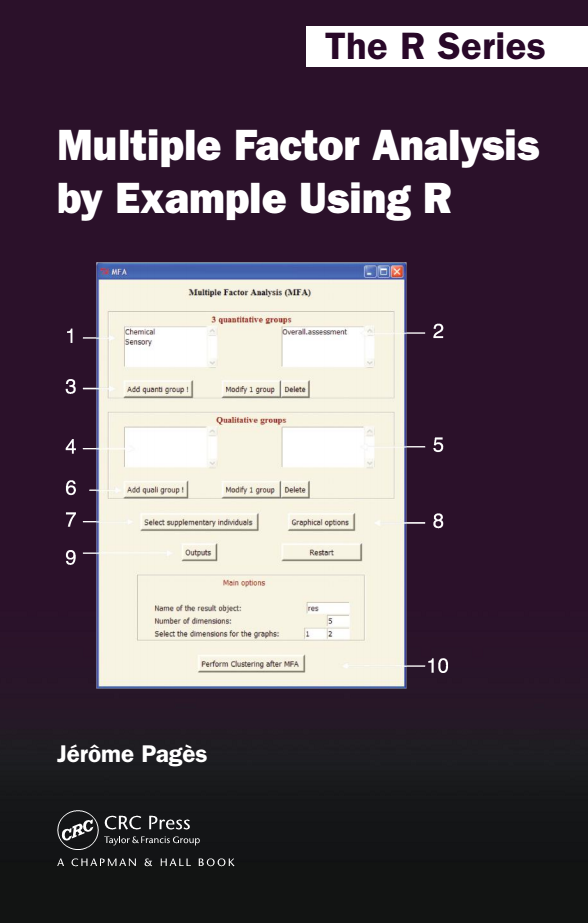 The R Series
Multiple Factor Analysis
by Example Using R
MFA
Multiple Factor Analysis (MFA)
3 quantitative groups
1
Chemical
Sensory
Overall.assessment
2
3
Add quanti group !
Modify 1 group
Delete
Qualitative groups
4
5
6
Add quali group !
Modify 1 group
Delete
7
Select supplementary individuals
Graphical options
8
9
Outputs
Restart
Main options
Name of the result object:
res
Number of dimensions:
5
Select the dimensions for the graphs:
1
2
Perform Clustering after MFA
10
Jérôme Pagès
CRC
CRC Press
Taylor & Francis Group
A CHAPMAN & HALL BOOK